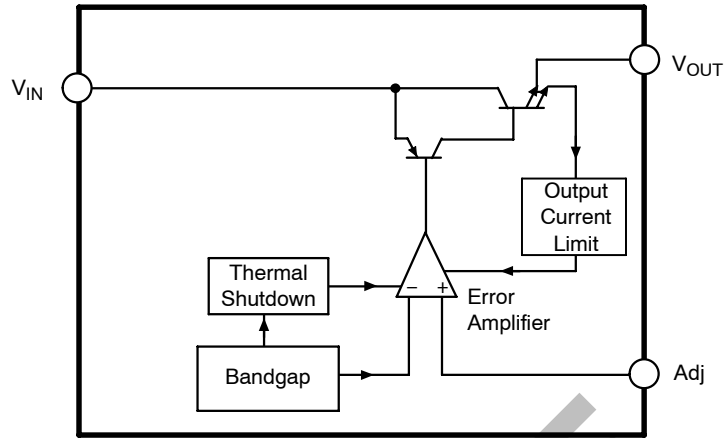 V_IN
V_OUT
Output
Current
Limit
Thermal
Shutdown
− +
Error
Amplifier
Bandgap
Adj